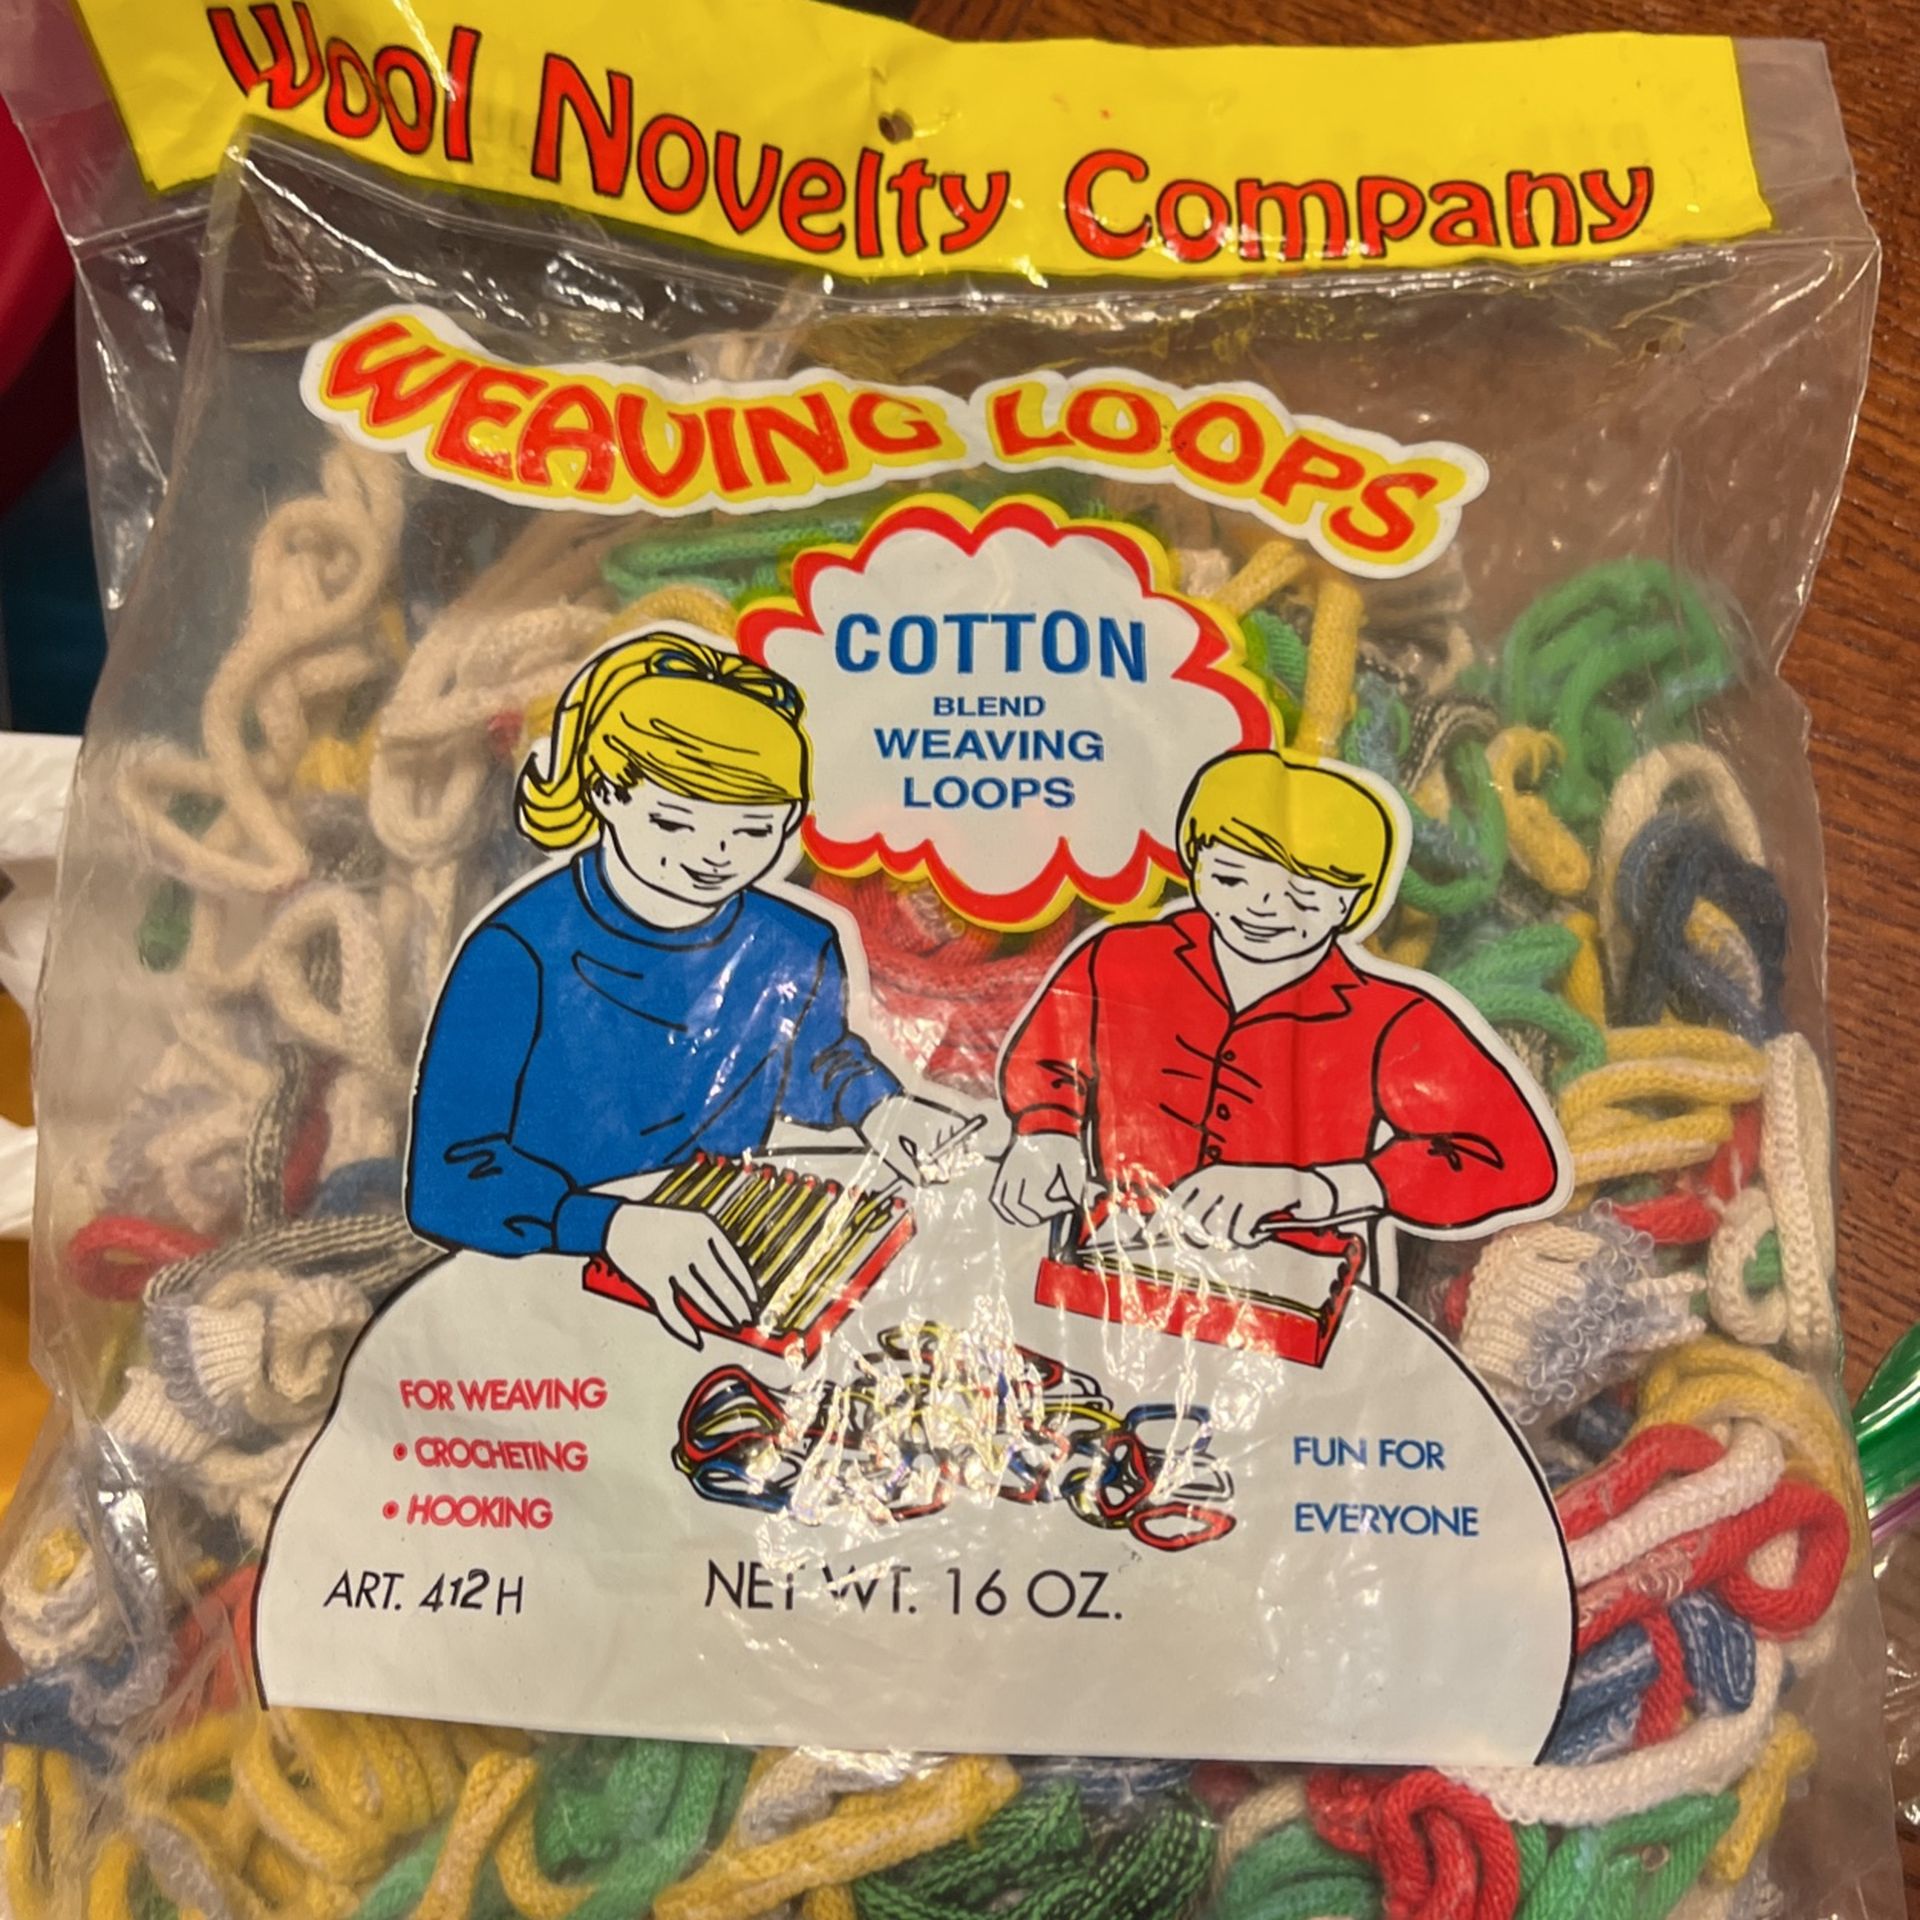 Wool Novelty Company
WEAVING LOOPS
COTTON
BLEND
WEAVING
LOOPS
FOR WEAVING
• CROCHETING
• HOOKING
FUN FOR
EVERYONE
ART. 412H
NET WT. 16 OZ.